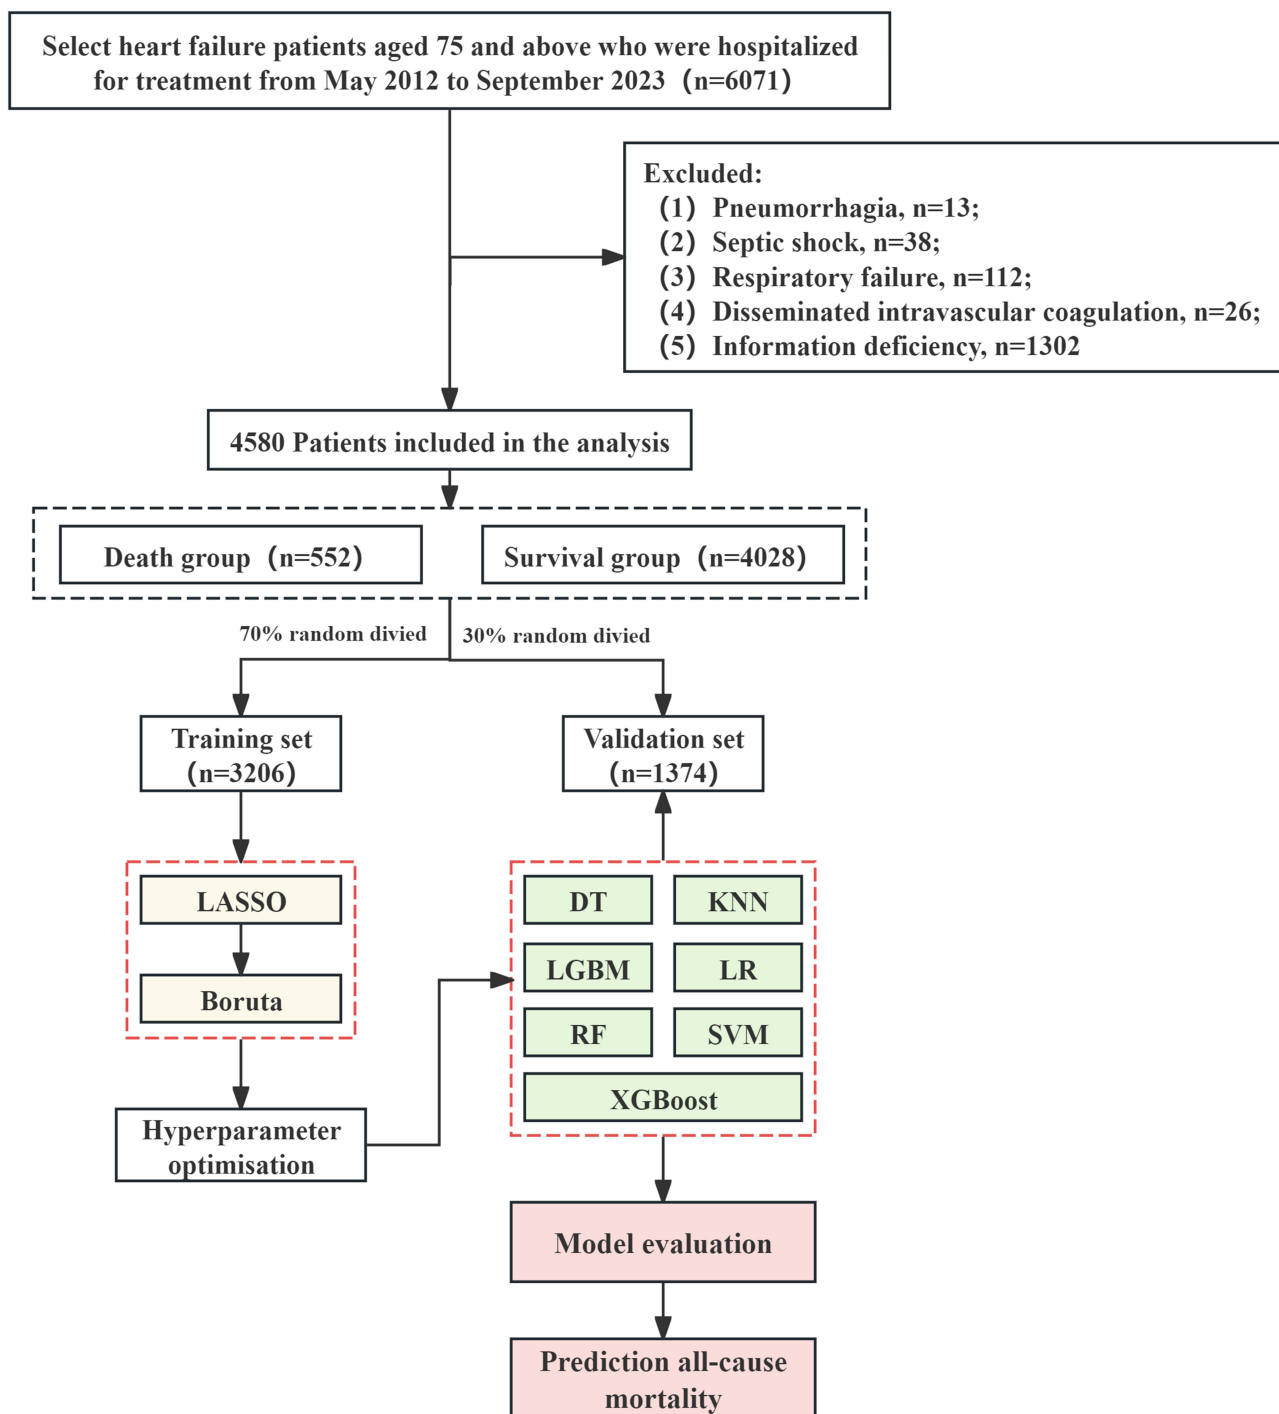 Select heart failure patients aged 75 and above who were hospitalized
for treatment from May 2012 to September 2023（n=6071）
Excluded:
（1）Pneumorrhagia, n=13;
（2）Septic shock, n=38;
（3）Respiratory failure, n=112;
（4）Disseminated intravascular coagulation, n=26;
（5）Information deficiency, n=1302
4580 Patients included in the analysis
Death group（n=552）
Survival group（n=4028）
70% random divied
30% random divied
Training set
（n=3206）
Validation set
（n=1374）
LASSO
Boruta
Hyperparameter
optimisation
DT
KNN
LGBM
LR
RF
SVM
XGBoost
Model evaluation
Prediction all-cause
mortality